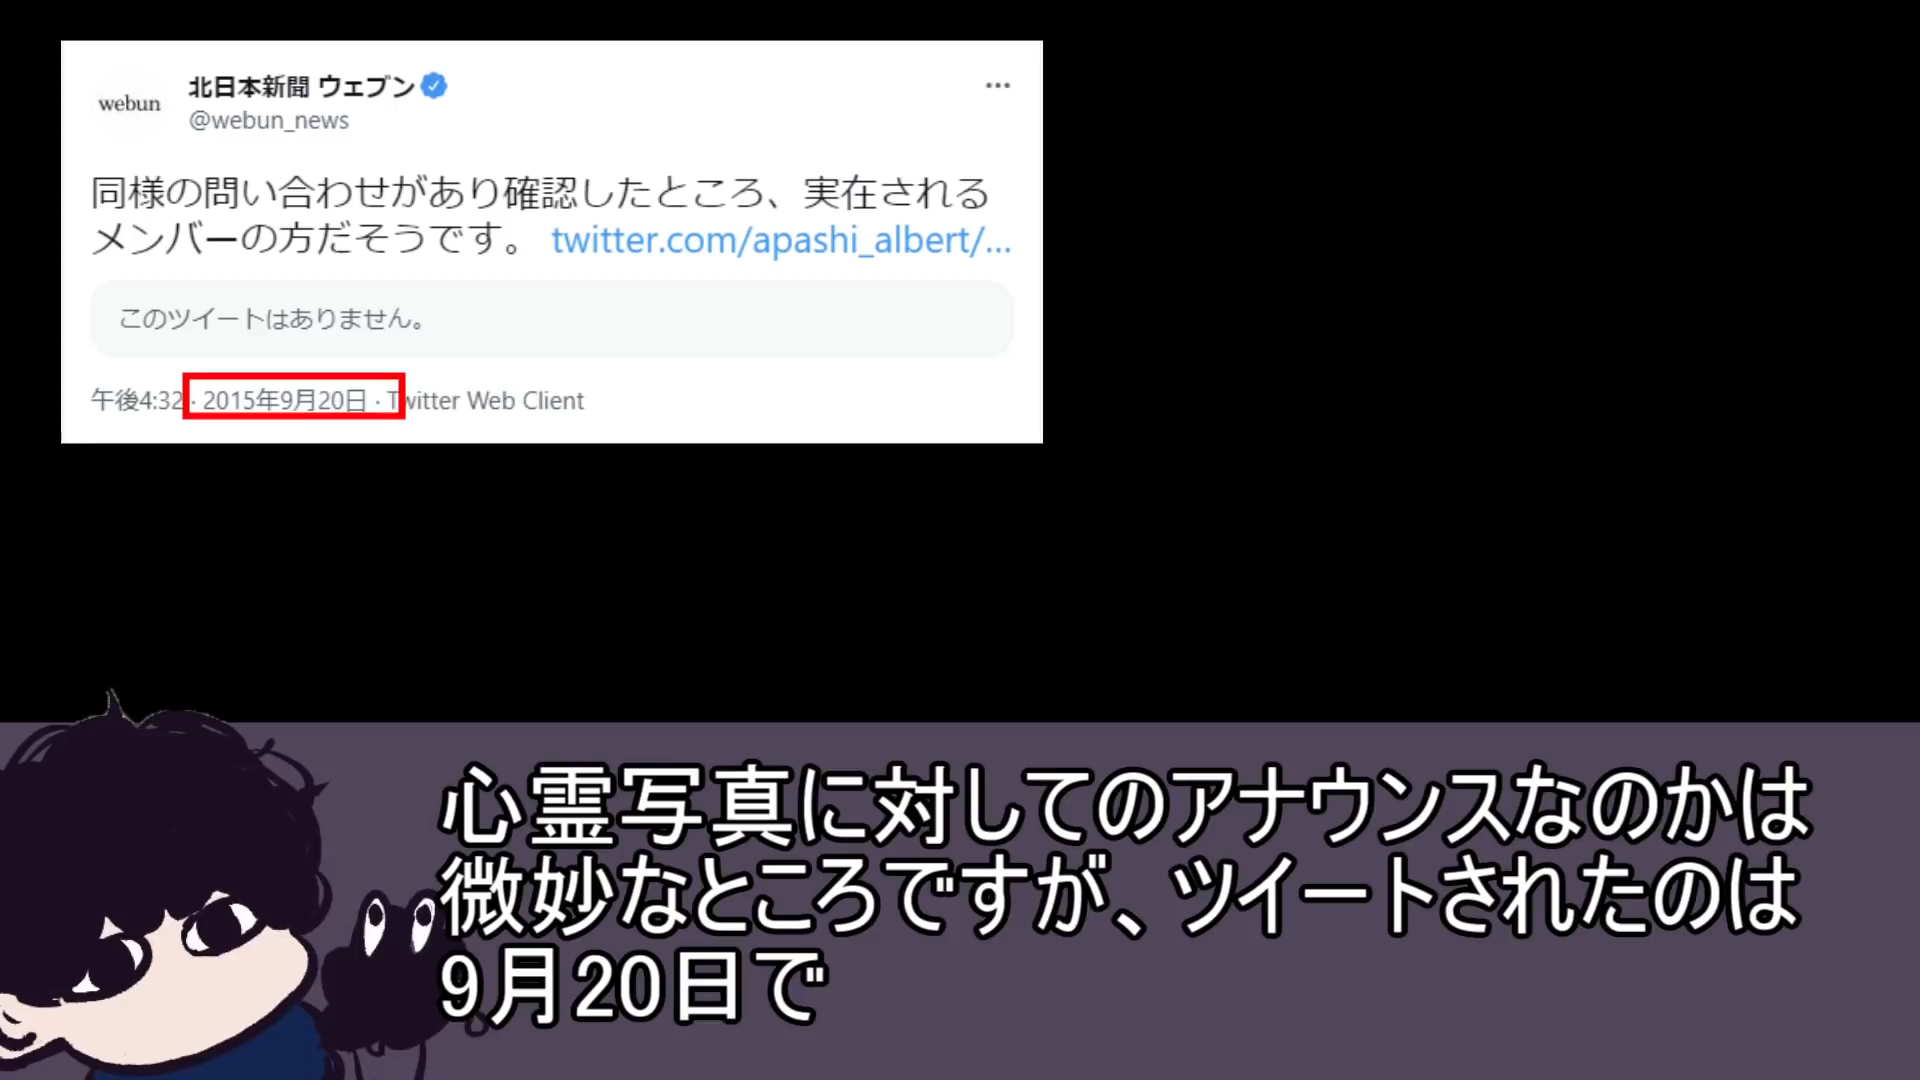 webun
北日本新聞 ウェブン
@webun_news
同様の問い合わせがあり確認したところ、実在される
メンバーの方だそうです。 twitter.com/apashi_albert/...
このツイートはありません。
午後4:32 · 2015年9月20日 · Twitter Web Client
心霊写真に対してのアナウンスなのかは
微妙なところですが、ツイートされたのは
9月20日で